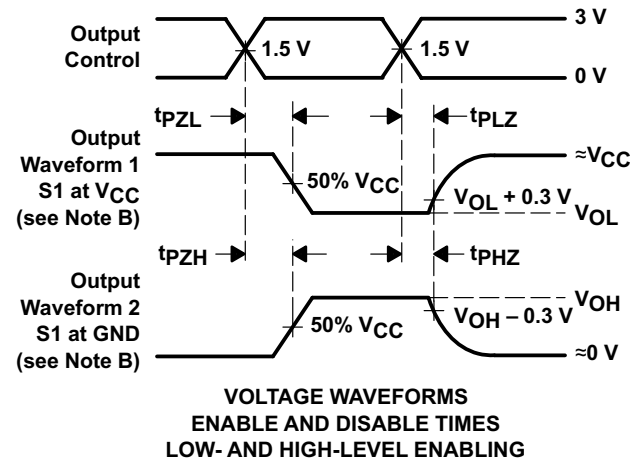 Output
Control
1.5 V
1.5 V
3 V
0 V
tPZL
tPLZ
Output
Waveform 1
S1 at VCC
(see Note B)
50% VCC
VOL + 0.3 V
≈VCC
VOL
tPZH
tPHZ
Output
Waveform 2
S1 at GND
(see Note B)
50% VCC
VOH – 0.3 V
VOH
≈0 V
VOLTAGE WAVEFORMS
ENABLE AND DISABLE TIMES
LOW- AND HIGH-LEVEL ENABLING